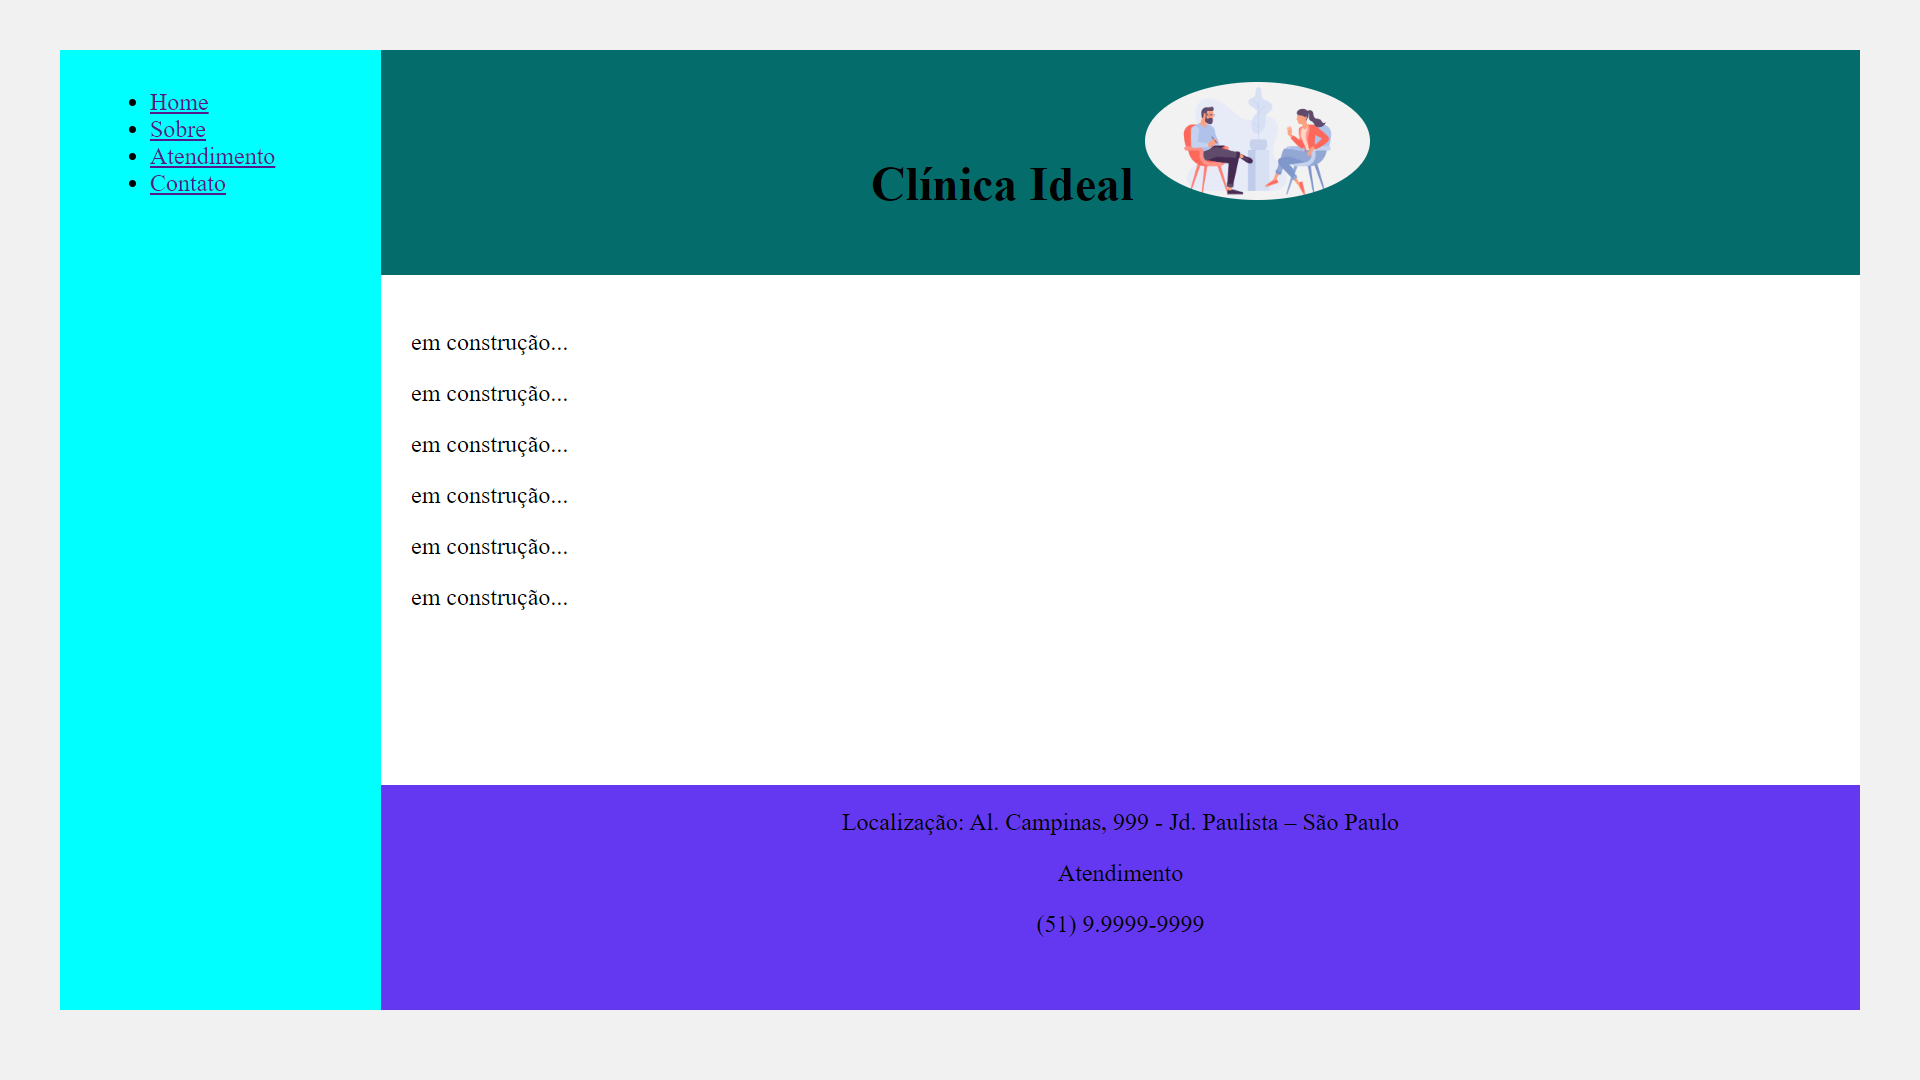 Home
Sobre
Atendimento
Contato
Clínica Ideal
em construção...
em construção...
em construção...
em construção...
em construção...
em construção...
Localização: Al. Campinas, 999 - Jd. Paulista – São Paulo
Atendimento
(51) 9.9999-9999